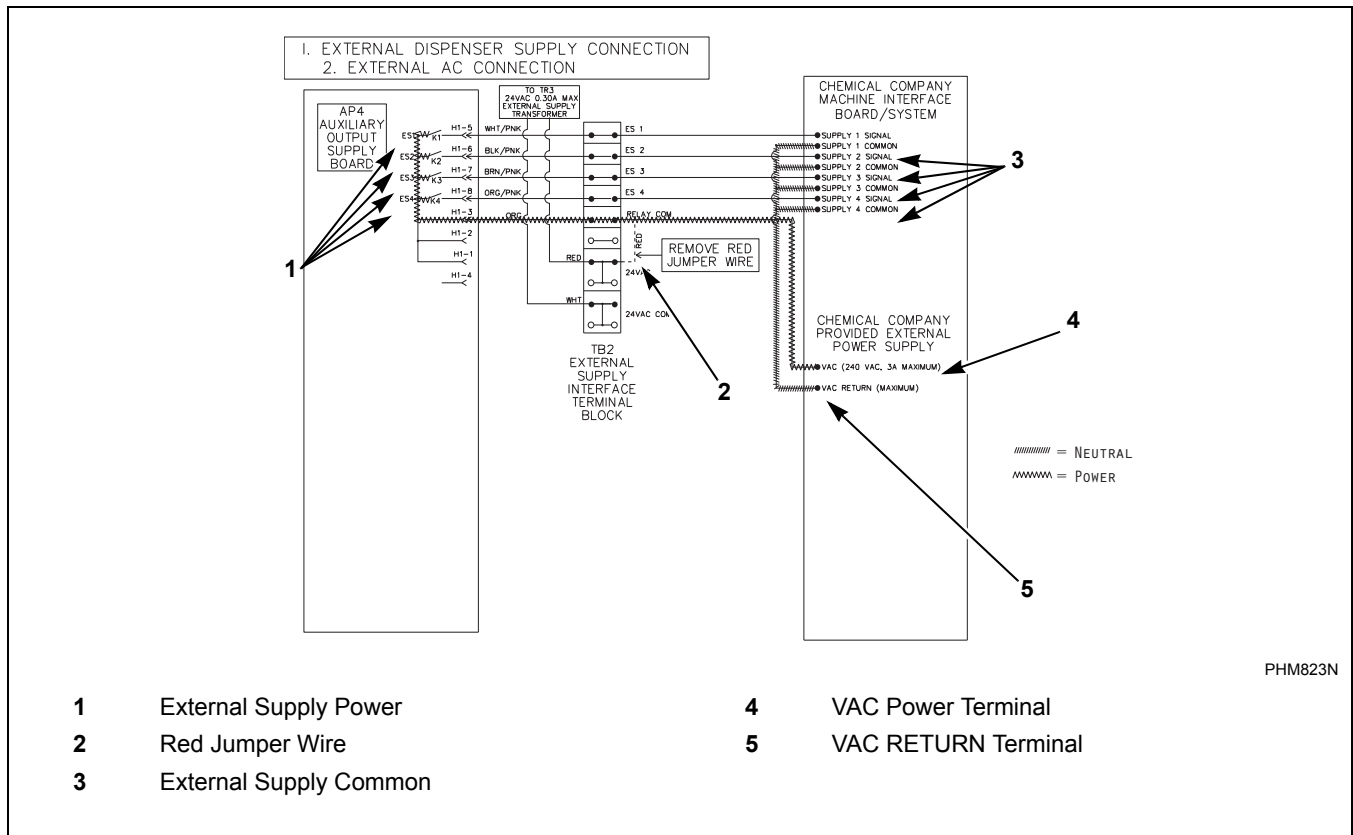 1. EXTERNAL DISPENSER SUPPLY CONNECTION
2. EXTERNAL AC CONNECTION
AP4
AUXILIARY
OUTPUT
SUPPLY
BOARD
TO TR3
24VAC 0.30A MAX
EXTERNAL SUPPLY
TRANSFORMER
CHEMICAL COMPANY
MACHINE INTERFACE
BOARD/SYSTEM
ES1 K1 H1-5 WHT/PNK ES 1
ES2 K2 H1-6 BLK/PNK ES 2
ES3 K3 H1-7 BRN/PNK ES 3
ES4 K4 H1-8 ORG/PNK ES 4
H1-3 ORG RELAY COM
H1-2
H1-1
H1-4
RED
RED
REMOVE RED
JUMPER WIRE
24VAC
WHT
24VAC COM
TB2
EXTERNAL
SUPPLY
INTERFACE
TERMINAL
BLOCK
SUPPLY 1 SIGNAL
SUPPLY 1 COMMON
SUPPLY 2 SIGNAL
SUPPLY 2 COMMON
SUPPLY 3 SIGNAL
SUPPLY 3 COMMON
SUPPLY 4 SIGNAL
SUPPLY 4 COMMON
CHEMICAL COMPANY
PROVIDED EXTERNAL
POWER SUPPLY
VAC (240 VAC, 3A MAXIMUM)
VAC RETURN (MAXIMUM)
1
2
3
4
5
= NEUTRAL
= POWER
PHM823N
1 External Supply Power
2 Red Jumper Wire
3 External Supply Common
4 VAC Power Terminal
5 VAC RETURN Terminal